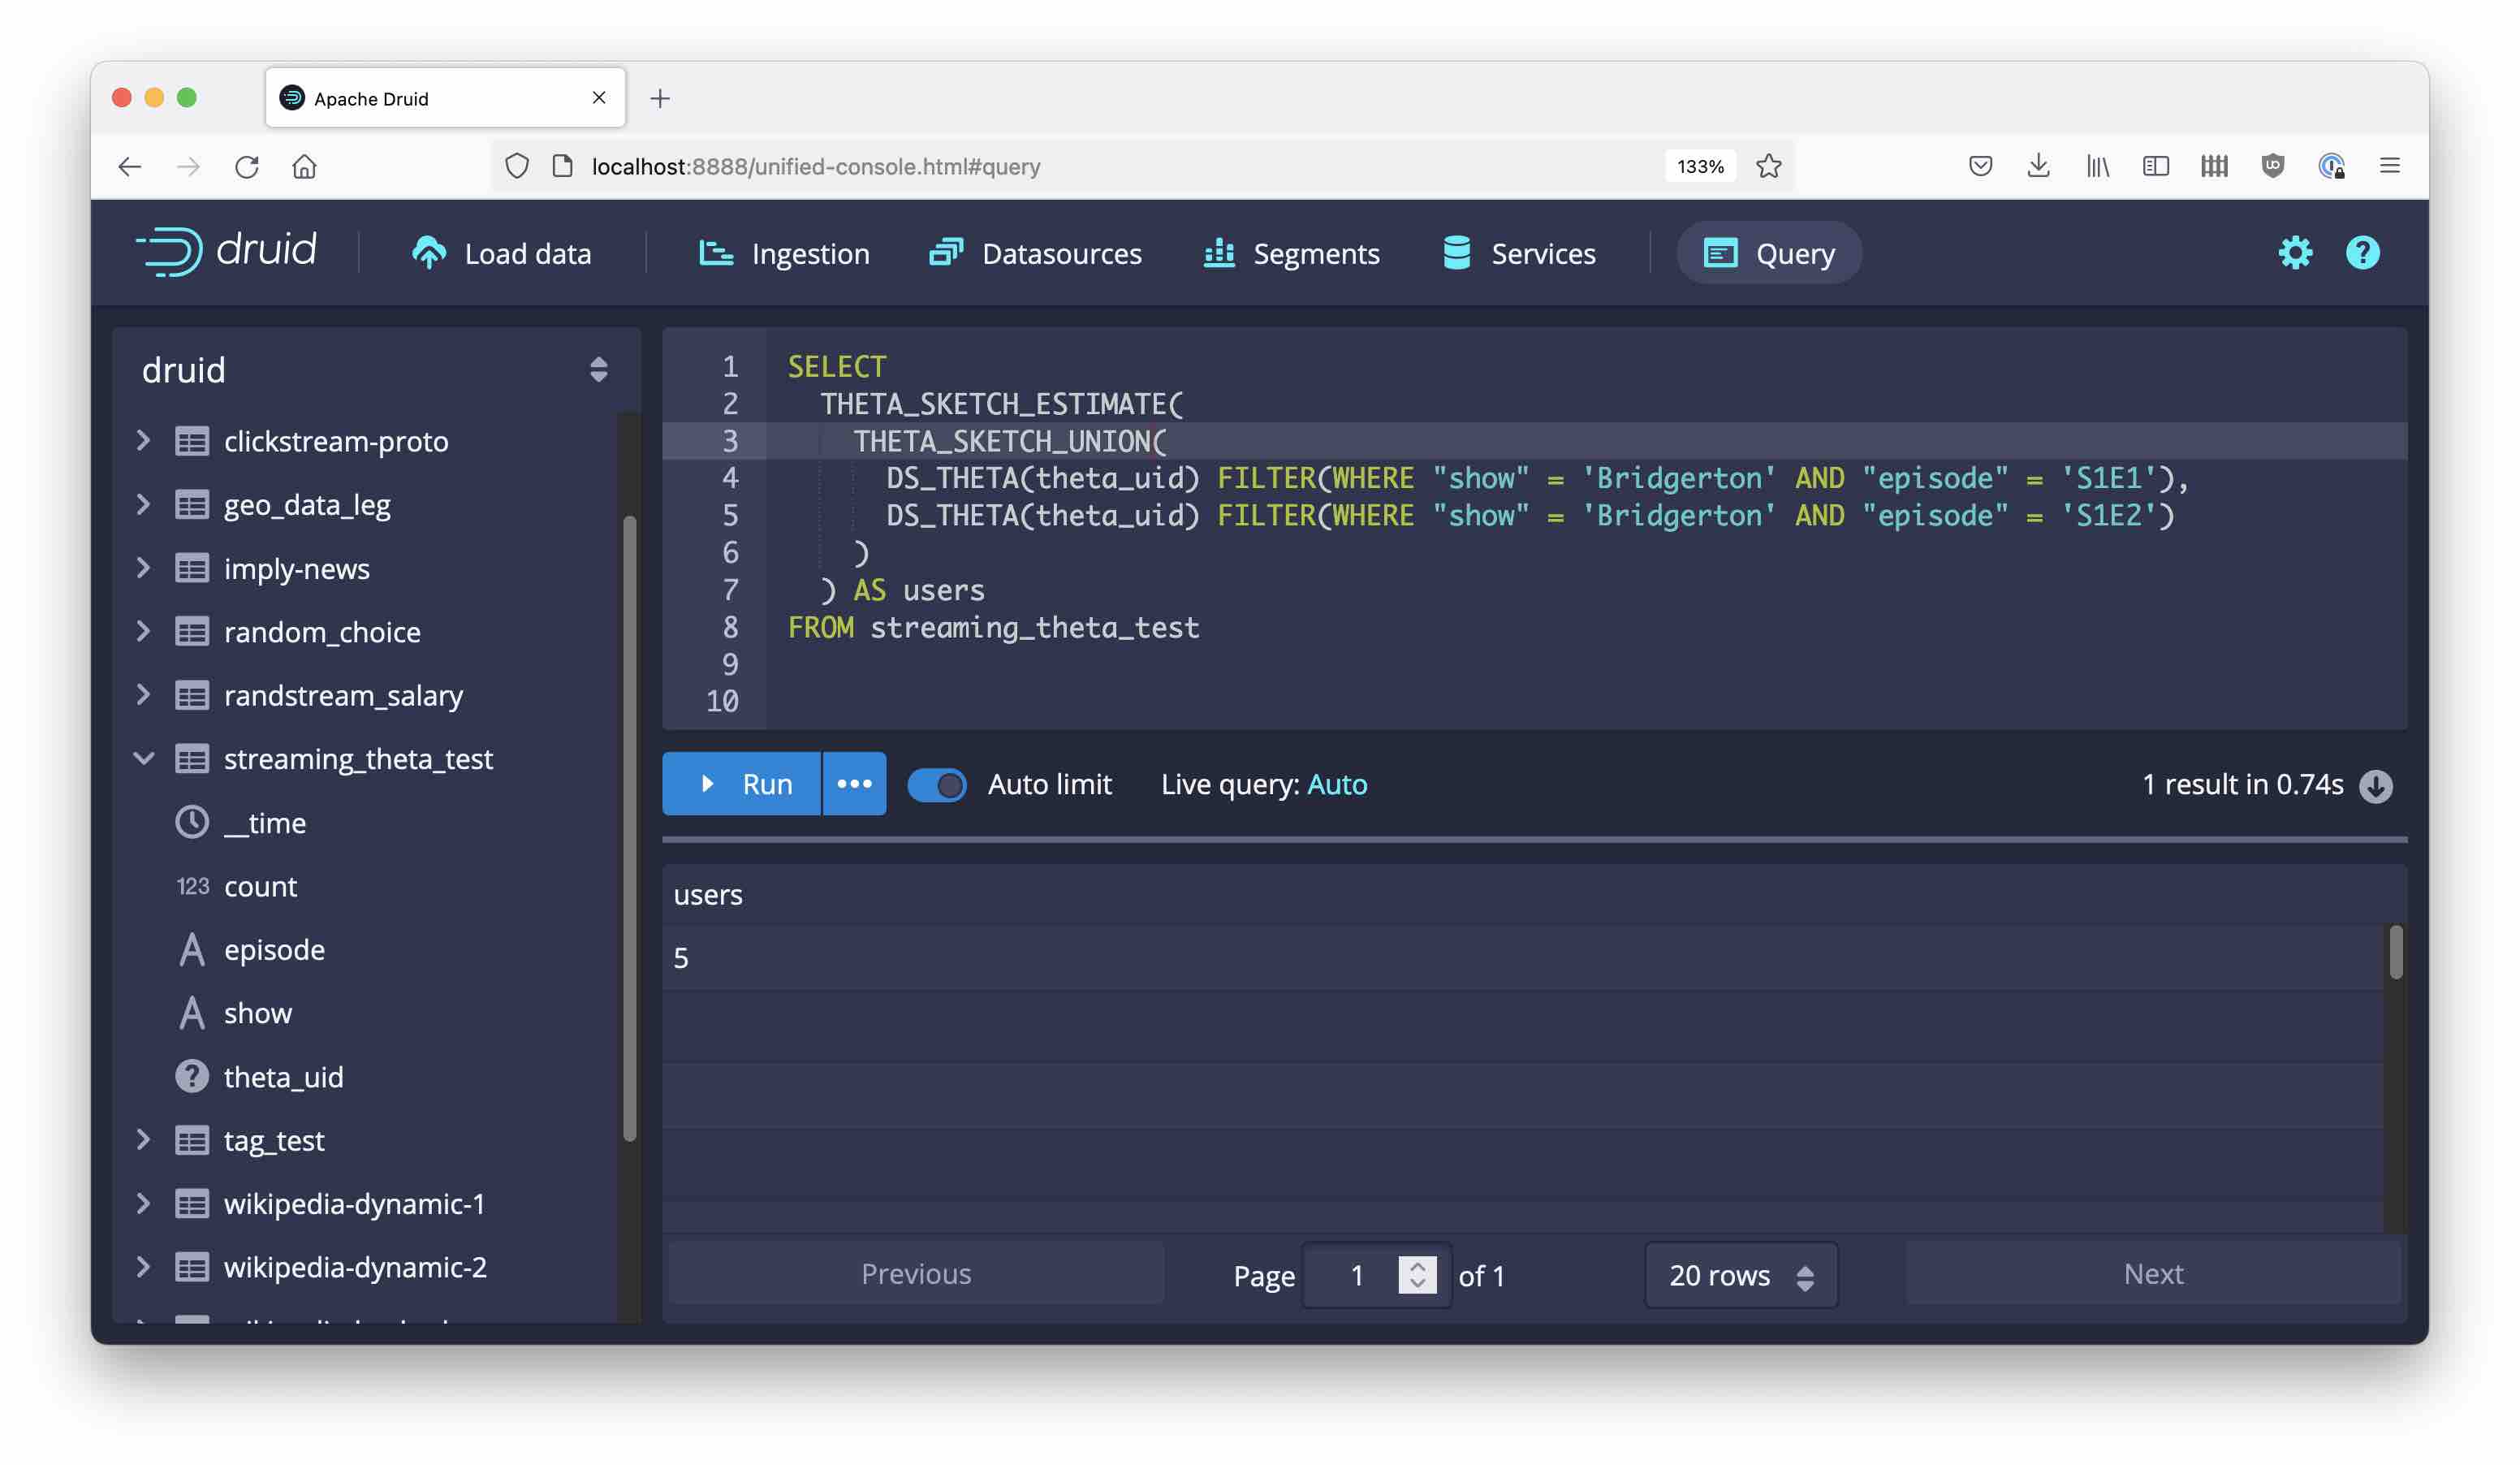 Apache Druid
localhost:8888/unified-console.html#query
133%
druid
Load data
Ingestion
Datasources
Segments
Services
Query
druid
clickstream-proto
geo_data_leg
imply-news
random_choice
randstream_salary
streaming_theta_test
__time
123 count
A episode
A show
theta_uid
tag_test
wikipedia-dynamic-1
wikipedia-dynamic-2
1 SELECT
2 THETA_SKETCH_ESTIMATE(
3 THETA_SKETCH_UNION(
4 DS_THETA(theta_uid) FILTER(WHERE "show" = 'Bridgerton' AND "episode" = 'S1E1'),
5 DS_THETA(theta_uid) FILTER(WHERE "show" = 'Bridgerton' AND "episode" = 'S1E2')
6 )
7 ) AS users
8 FROM streaming_theta_test
9
10
Run
Auto limit
Live query: Auto
1 result in 0.74s
users
5
Previous
Page 1 of 1
20 rows
Next